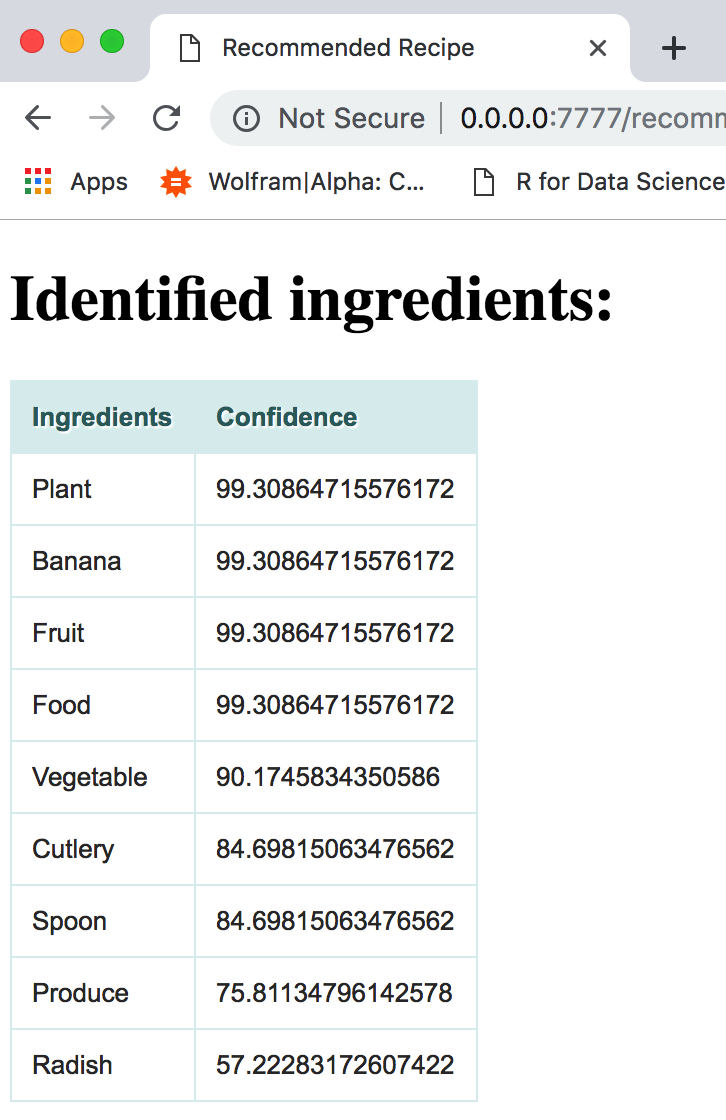 Recommended Recipe
Not Secure 0.0.0.0:7777/recomm
Apps Wolfram|Alpha: C... R for Data Science
Identified ingredients:
Ingredients Confidence
Plant 99.30864715576172
Banana 99.30864715576172
Fruit 99.30864715576172
Food 99.30864715576172
Vegetable 90.1745834350586
Cutlery 84.69815063476562
Spoon 84.69815063476562
Produce 75.81134796142578
Radish 57.22283172607422